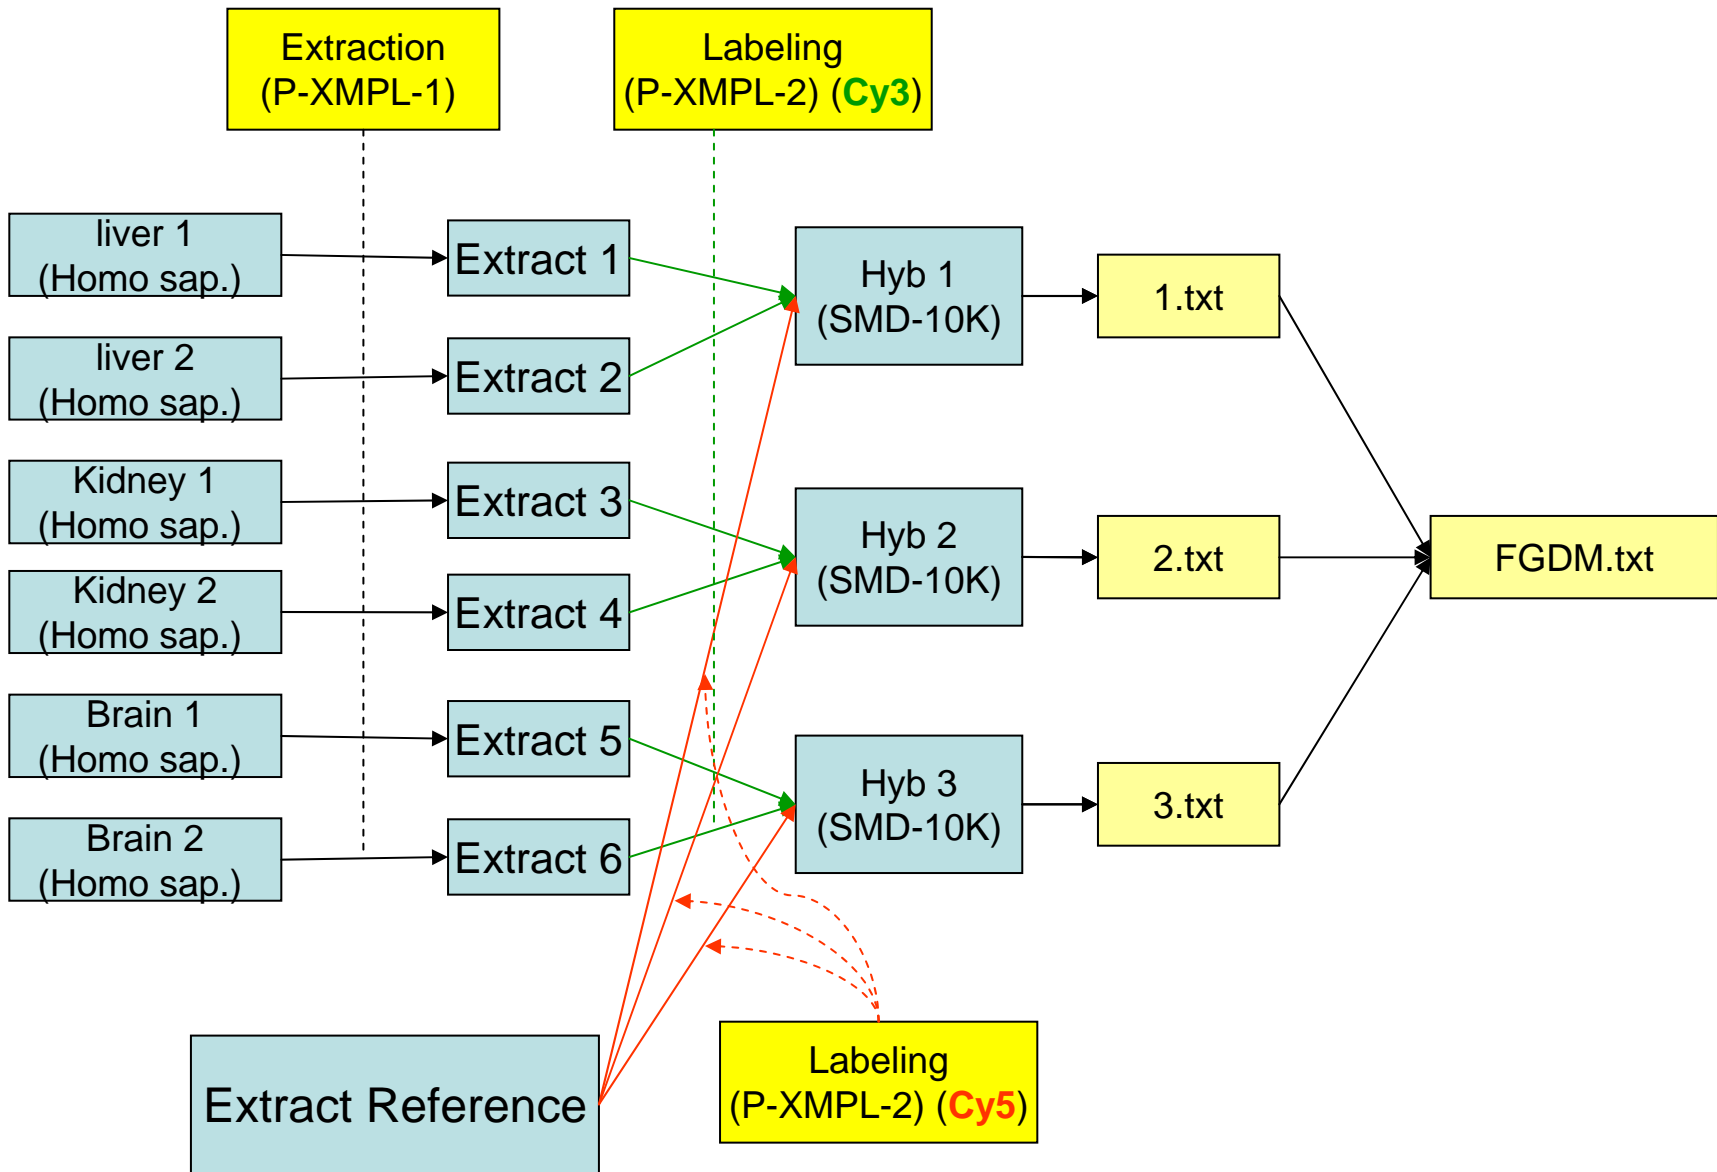 Extraction
(P-XMPL-1)
Labeling
(P-XMPL-2) (Cy3)
liver 1
(Homo sap.)
Extract 1
Hyb 1
(SMD-10K)
1.txt
liver 2
(Homo sap.)
Extract 2
Kidney 1
(Homo sap.)
Extract 3
Hyb 2
(SMD-10K)
2.txt
FGDM.txt
Kidney 2
(Homo sap.)
Extract 4
Brain 1
(Homo sap.)
Extract 5
Hyb 3
(SMD-10K)
3.txt
Brain 2
(Homo sap.)
Extract 6
Extract Reference
Labeling
(P-XMPL-2) (Cy5)